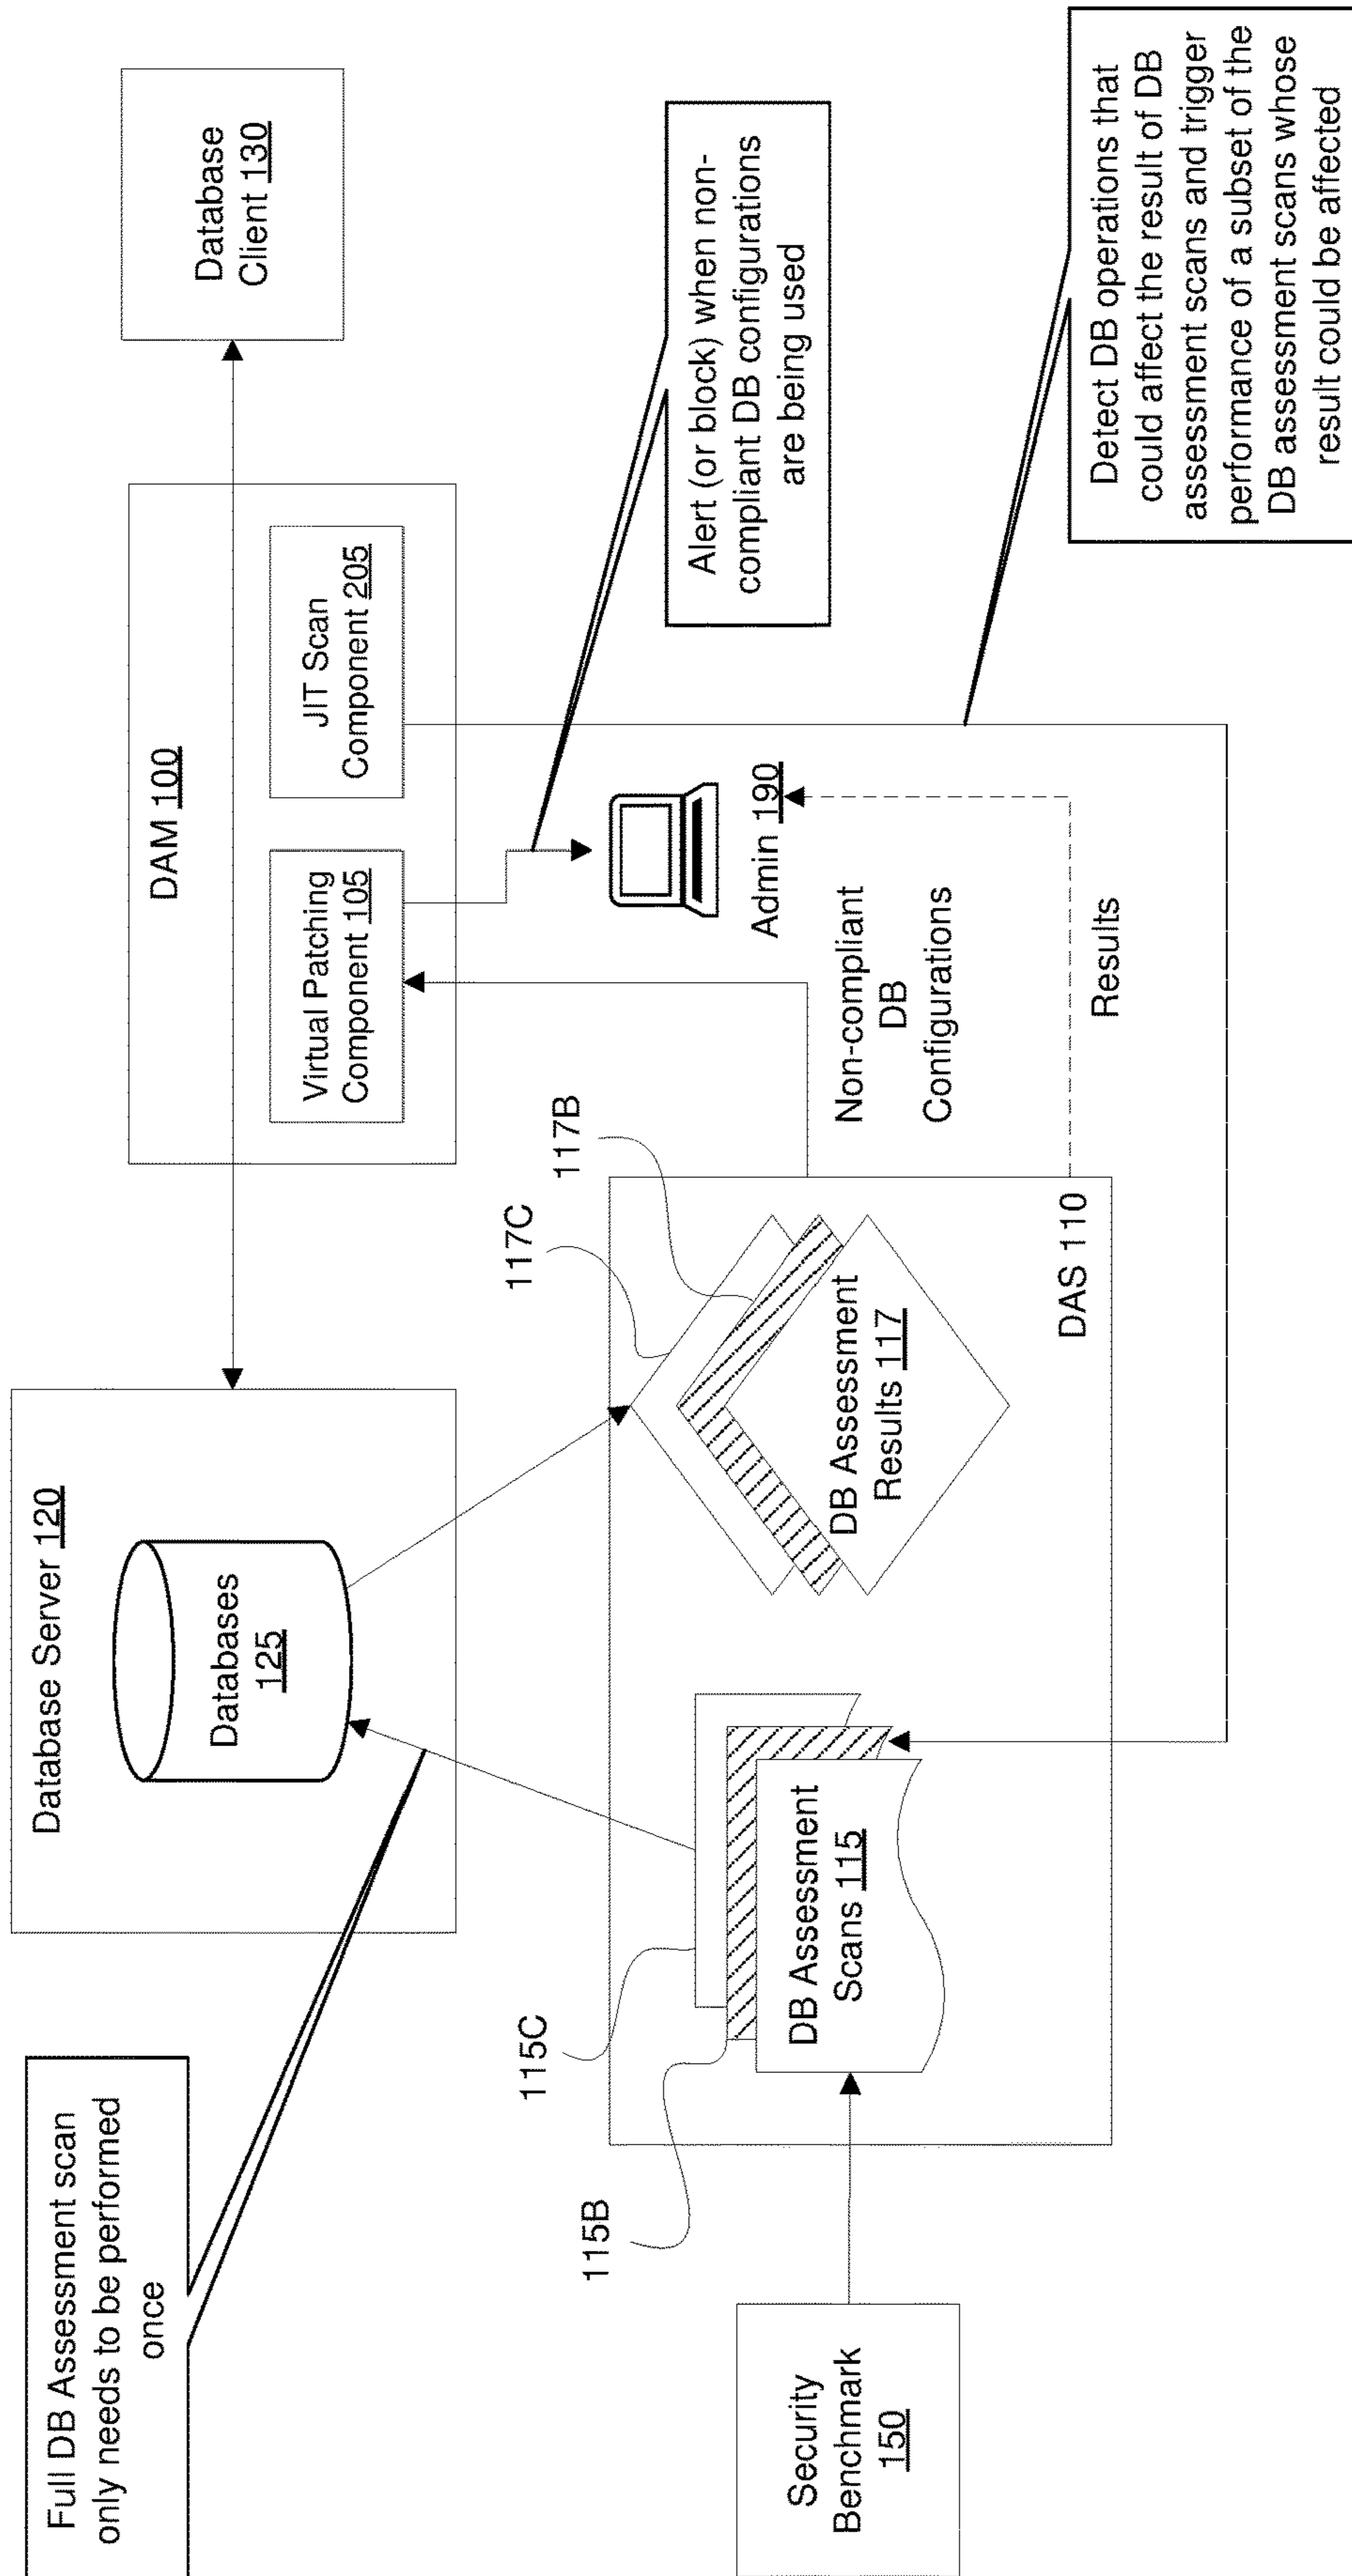 Full DB Assessment scan
only needs to be performed
once
Database Server 120
Databases
125
DAM 100
Virtual Patching
Component 105
JIT Scan
Component 205
Database
Client 130
Alert (or block) when non-
compliant DB configurations
are being used
Admin 190
Security
Benchmark
150
115B
115C
DB Assessment
Scans 115
117C
117B
DB Assessment
Results 117
DAS 110
Non-compliant
DB
Configurations
Results
Detect DB operations that
could affect the result of DB
assessment scans and trigger
performance of a subset of the
DB assessment scans whose
result could be affected